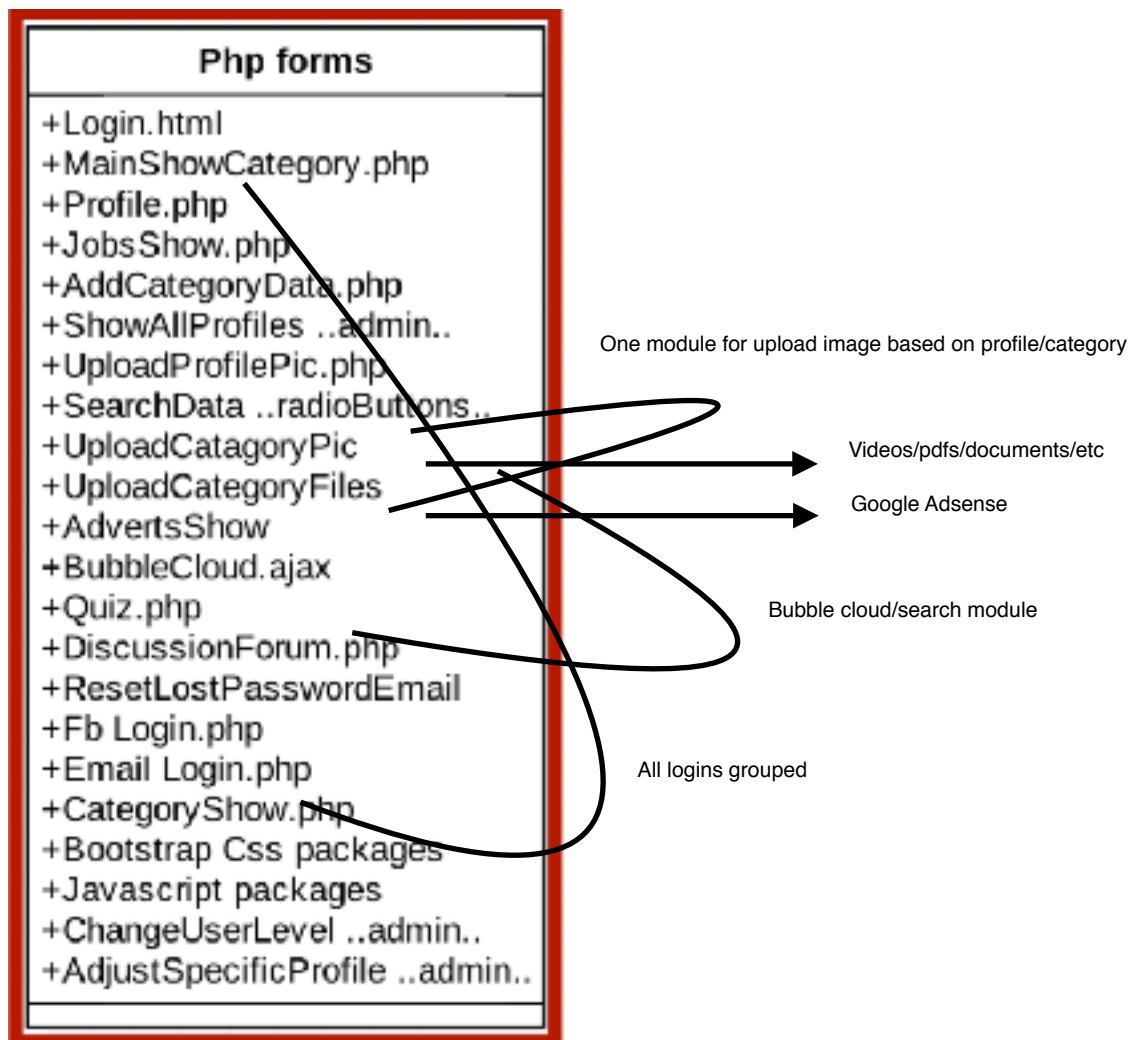 Php forms
+Login.html
+MainShowCategory.php
+Profile.php
+JobsShow.php
+AddCategoryData.php
+ShowAllProfiles ..admin..
+UploadProfilePic.php
+SearchData ..radioButtons..
+UploadCatagoryPic
+UploadCategoryFiles
+AdvertsShow
+BubbleCloud.ajax
+Quiz.php
+DiscussionForum.php
+ResetLostPasswordEmail
+Fb Login.php
+Email Login.php
+CategoryShow.php
+Bootstrap Css packages
+Javascript packages
+ChangeUserLevel ..admin..
+AdjustSpecificProfile ..admin..
One module for upload image based on profile/category
Videos/pdfs/documents/etc
Google Adsense
Bubble cloud/search module
All logins grouped